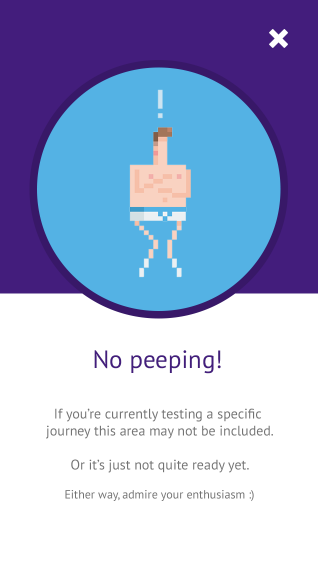 No peeping!
If you're currently testing a specific
journey this area may not be included.
Or it's just not quite ready yet.
Either way, admire your enthusiasm :)